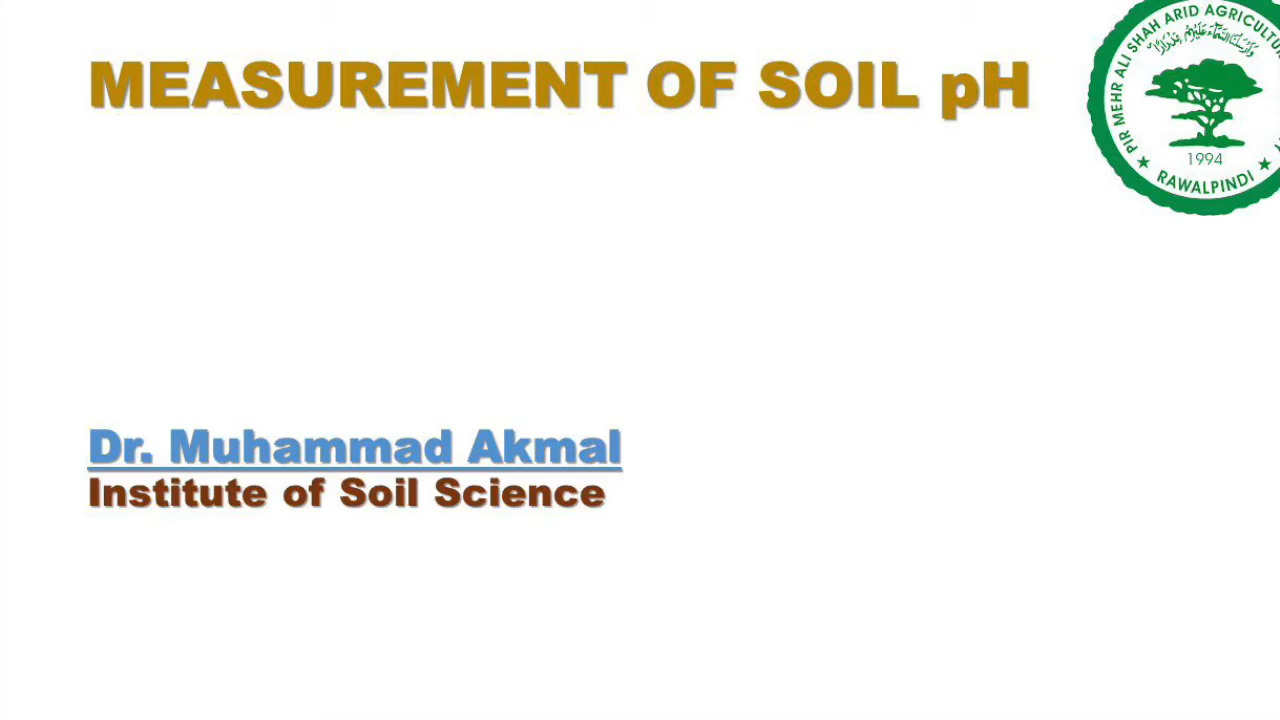 MEASUREMENT OF SOIL pH
PIR MEHR ALI SHAH ARID AGRICULTU
1994
RAWALPINDI
Dr. Muhammad Akmal
Institute of Soil Science